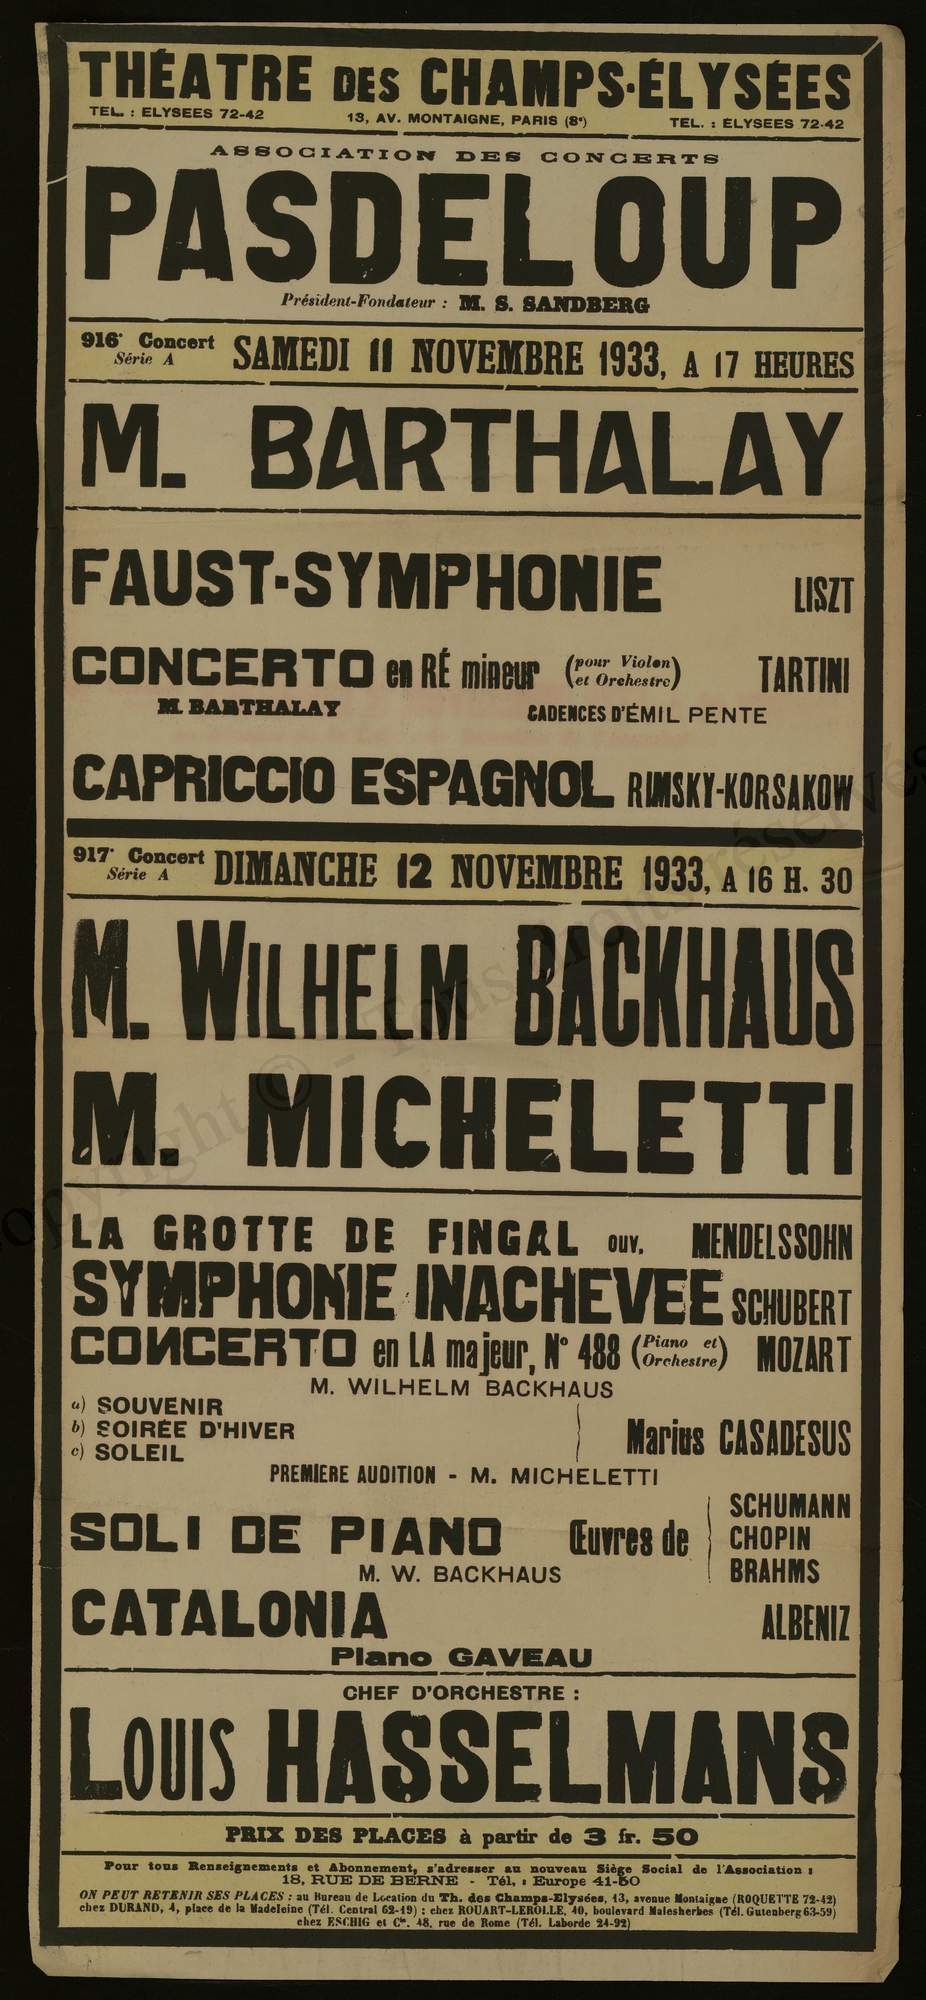 THÉATRE DES CHAMPS-ÉLYSÉES
TEL. : ELYSEES 72-42 13, AV. MONTAIGNE, PARIS (8e) TEL. : ÉLYSEES 72-42
ASSOCIATION DES CONCERTS
PASDELOUP
Président-Fondateur : M. S. SANDBERG
916e Concert
Série A
SAMEDI 11 NOVEMBRE 1933, A 17 HEURES
M. BARTHALAY
FAUST-SYMPHONIE LISZT
CONCERTO en RÉ mineur (pour Violon et Orchestre) TARTINI
M. BARTHALAY CADENCES D'ÉMIL PENTE
CAPRICCIO ESPAGNOL RIMSKY-KORSAKOW
917e Concert
Série A
DIMANCHE 12 NOVEMBRE 1933, A 16 H. 30
M. WILHELM BACKHAUS
M. MICHELETTI
LA GROTTE DE FINGAL ouv. MENDELSSOHN
SYMPHONIE INACHEVEE SCHUBERT
CONCERTO en LA majeur, No 488 (Piano et Orchestre) MOZART
M. WILHELM BACKHAUS
a) SOUVENIR
b) SOIRÉE D'HIVER
c) SOLEIL
Marius CASADESUS
PREMIERE AUDITION - M. MICHELETTI
SOLI DE PIANO Œuvres de
SCHUMANN
CHOPIN
BRAHMS
M. W. BACKHAUS
CATALONIA ALBENIZ
Piano GAVEAU
CHEF D'ORCHESTRE :
LOUIS HASSELMANS
PRIX DES PLACES à partir de 3 fr. 50
Pour tous Renseignements et Abonnement, s'adresser au nouveau Siège Social de l'Association :
18, RUE DE BERNE - Tél. : Europe 41-50
ON PEUT RETENIR SES PLACES : au Bureau de Location du Th. des Champs-Elysées, 13, avenue Montaigne (ROQUETTE 72-42)
chez DURAND, 4, place de la Madeleine (Tél. Central 62-19) ; chez ROUART-LEROLLE, 40, boulevard Malesherbes (Tél. Gutenberg 63-59)
chez ESCHIG et Cie, 48, rue de Rome (Tél. Laborde 24-92)
Copyright © - Tous droits réservés